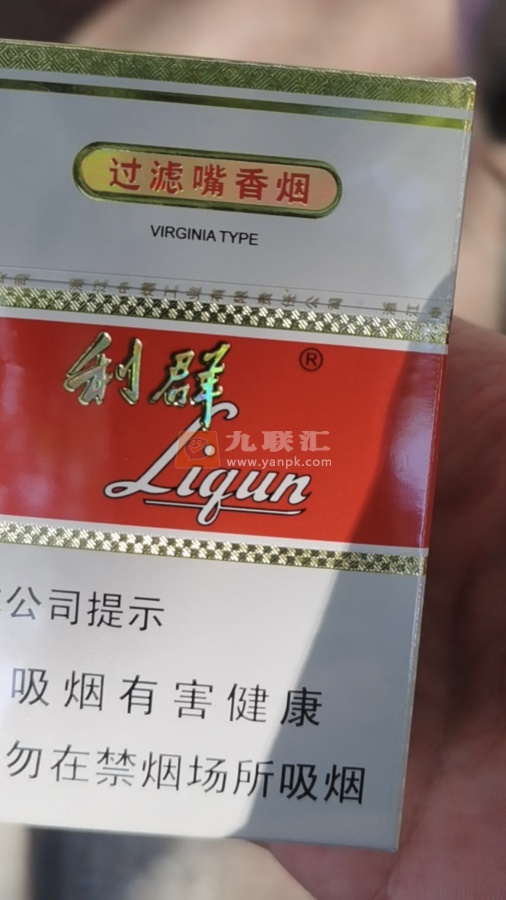 过滤嘴香烟
VIRGINIA TYPE
利群
®
九联汇
www.yanpk.com
Liqun
公司提示
吸烟有害健康
勿在禁烟场所吸烟